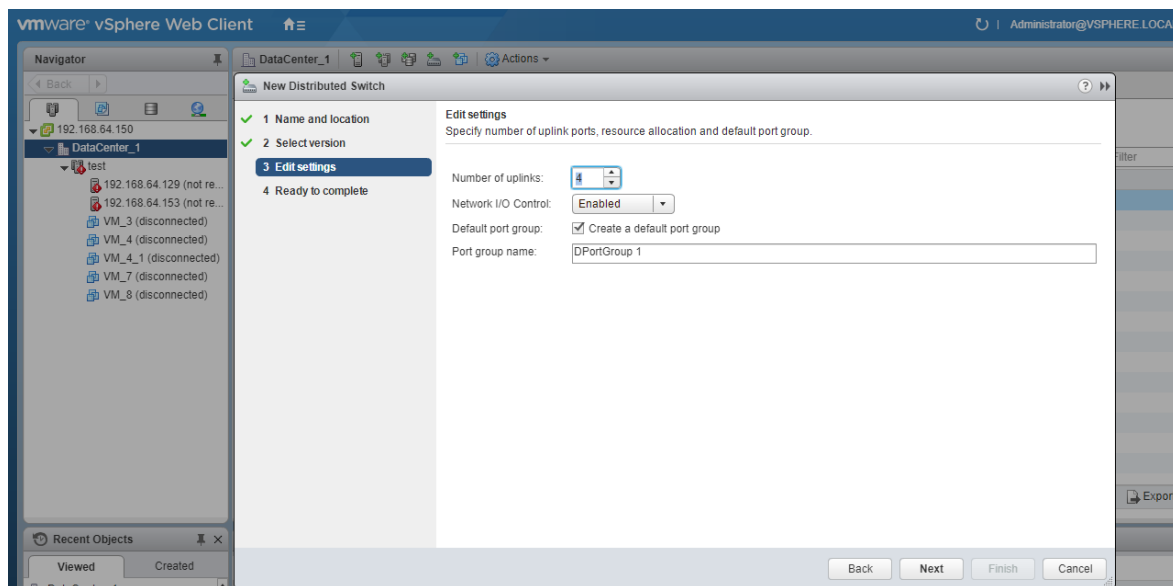 vmware® vSphere Web Client
Administrator@VSPHERE.LOCA
Navigator
Back
192.168.64.150
DataCenter_1
test
192.168.64.129 (not re...
192.168.64.153 (not re...
VM_3 (disconnected)
VM_4 (disconnected)
VM_4_1 (disconnected)
VM_7 (disconnected)
VM_8 (disconnected)
Recent Objects
Viewed Created
DataCenter_1 Actions
New Distributed Switch
1 Name and location
2 Select version
3 Edit settings
4 Ready to complete
Edit settings
Specify number of uplink ports, resource allocation and default port group.
Number of uplinks: 4
Network I/O Control: Enabled
Default port group: Create a default port group
Port group name: DPortGroup 1
Back Next Finish Cancel
Filter
Expor